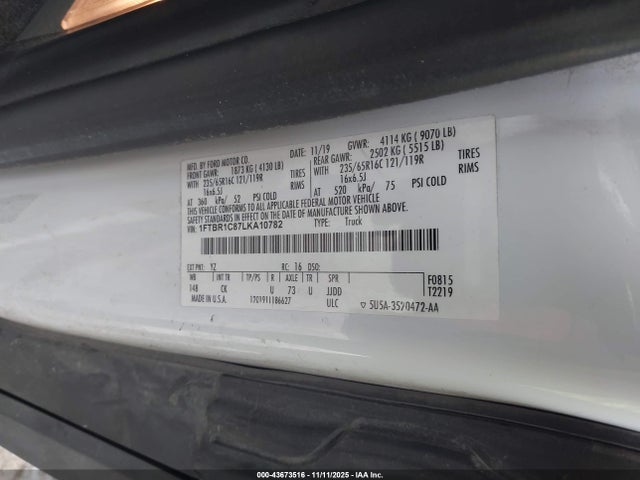 MFD. BY FORD MOTOR CO. 11/19 GVWR: 4114 KG ( 9070 LB)
FRONT GAWR: 1873 KG ( 4130 LB) REAR GAWR: 2502 KG ( 5515 LB)
WITH 235/65R16C 121/119R TIRES WITH 235/65R16C 121/119R TIRES
16x6.5J RIMS 16x6.5J RIMS
AT 360 kPa/ 52 PSI COLD AT 520 kPa/ 75 PSI COLD
THIS VEHICLE CONFORMS TO ALL APPLICABLE FEDERAL MOTOR VEHICLE
SAFETY STANDARDS IN EFFECT ON THE DATE OF MANUFACTURE SHOWN ABOVE.
VIN: 1FTBR1C87LKA10782 TYPE: Truck
EXT PNT: YZ RC: 16 DSO:
WB INT TR TP/PS R AXLE TR SPR F0815
148 CK U 73 U JJDD T2219
MADE IN U.S.A. 1201911186627 ULC 5U5A-3520472-AA
000-43673516 - 11/11/2025 - IAA Inc.